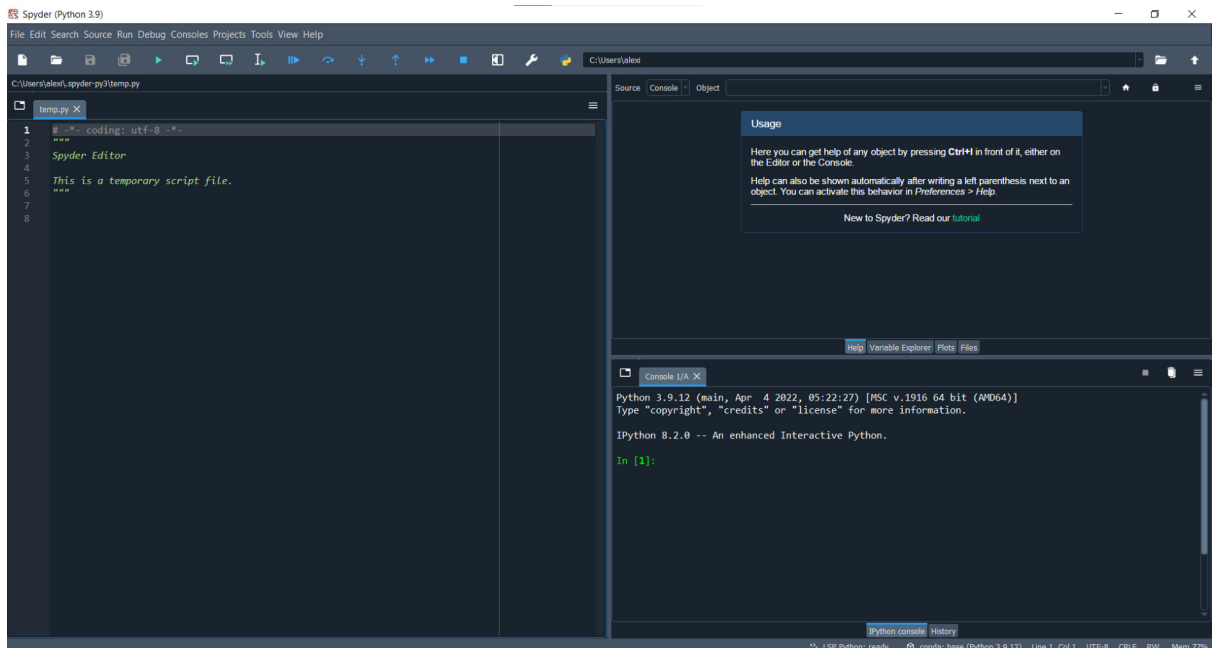 Spyder (Python 3.9)
File Edit Search Source Run Debug Consoles Projects Tools View Help
C:\Users\alexi
C:\Users\alexi\.spyder-py3\temp.py
temp.py
1 # -*- coding: utf-8 -*-
2 """
3 Spyder Editor
4
5 This is a temporary script file.
6 """
7
8
Source Console Object
Usage
Here you can get help of any object by pressing Ctrl+I in front of it, either on
the Editor or the Console.
Help can also be shown automatically after writing a left parenthesis next to an
object. You can activate this behavior in Preferences > Help.
New to Spyder? Read our tutorial
Help Variable Explorer Plots Files
Console 1/A
Python 3.9.12 (main, Apr  4 2022, 05:22:27) [MSC v.1916 64 bit (AMD64)]
Type "copyright", "credits" or "license" for more information.
IPython 8.2.0 -- An enhanced Interactive Python.
In [1]:
IPython console History
LSP Python: ready conda: base (Python 3.9.12) Line 1, Col 1 UTF-8 CRLF RW Mem 77%